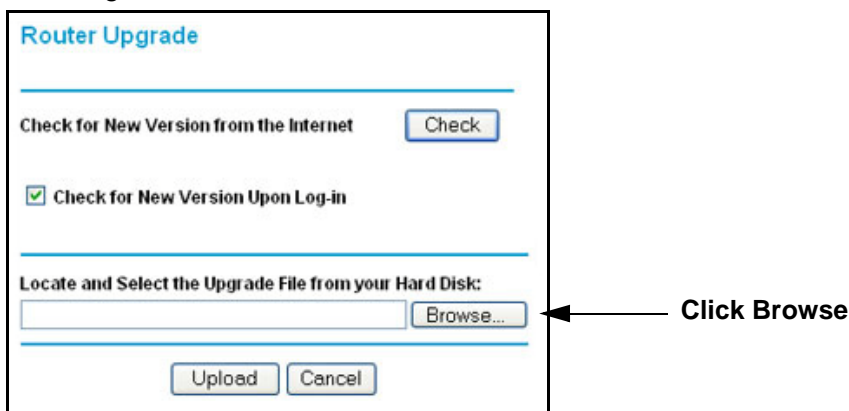 Router Upgrade
Check for New Version from the Internet Check
Check for New Version Upon Log-in
Locate and Select the Upgrade File from your Hard Disk:
Browse... Click Browse
Upload Cancel